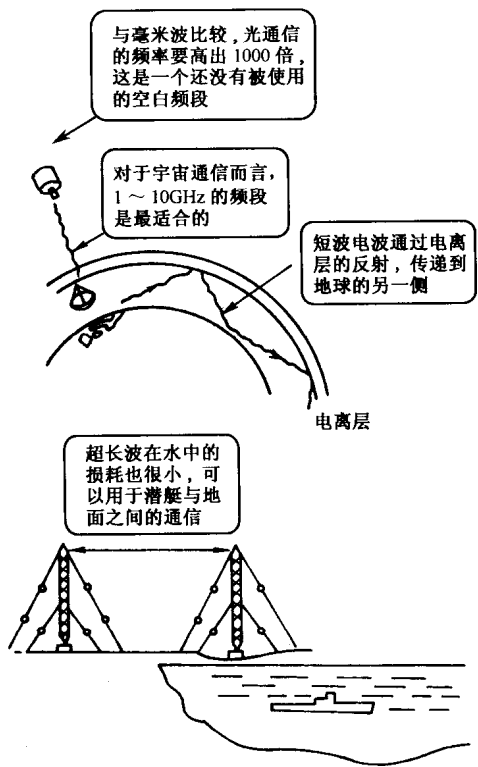 与毫米波比较，光通信
的频率要高出1000倍，
这是一个还没有被使用
的空白频段
对于宇宙通信而言，
1～10GHz的频段
是最适合的
短波电波通过电离
层的反射，传递到
地球的另一侧
电离层
超长波在水中的
损耗也很小，可
以用于潜艇与地
面之间的通信